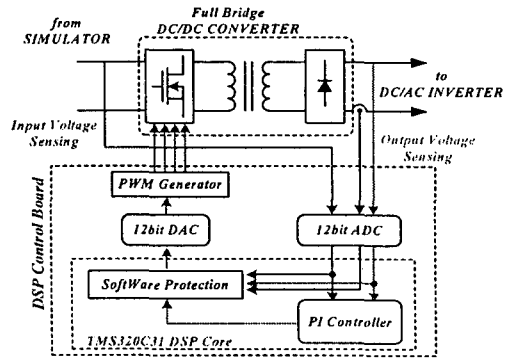 Full Bridge
DC/DC CONVERTER
from
SIMULATOR
to
DC/AC INVERTER
Input Voltage
Sensing
Output Voltage
Sensing
DSP Control Board
PWM Generator
12bit DAC
12bit ADC
SoftWare Protection
PI Controller
TMS320C31 DSP Core